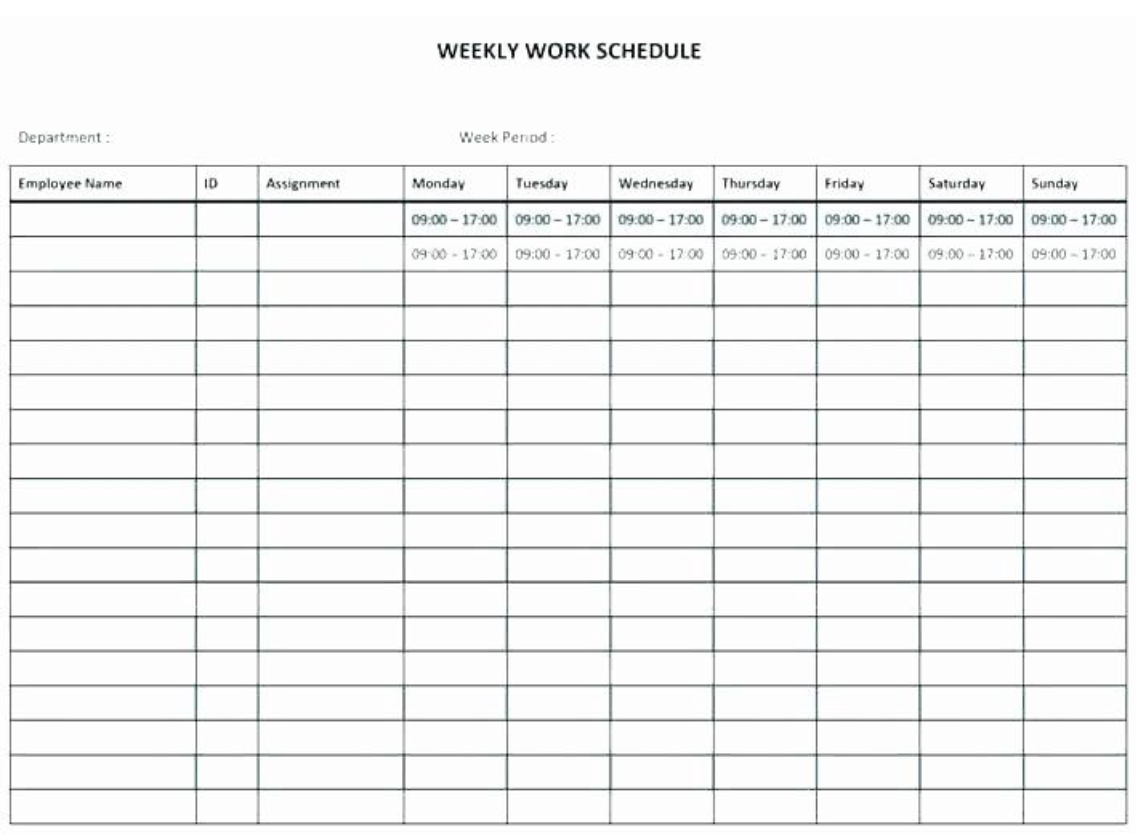 WEEKLY WORK SCHEDULE
Department : Week Period :
Employee Name ID Assignment Monday Tuesday Wednesday Thursday Friday Saturday Sunday
09:00 – 17:00 09:00 – 17:00 09:00 – 17:00 09:00 – 17:00 09:00 – 17:00 09:00 – 17:00 09:00 – 17:00
09:00 - 17:00 09:00 – 17:00 09:00 – 17:00 09:00 – 17:00 09:00 – 17:00 09:00 – 17:00 09:00 – 17:00